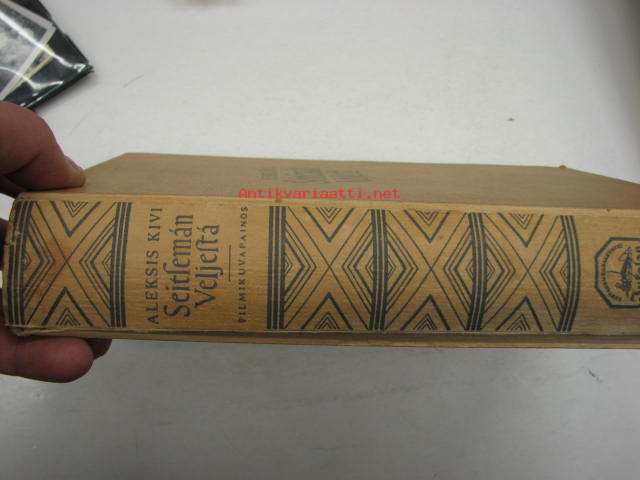 Antikvariaatti.net
ALEKSIS KIVI
Seitsemän
Veljestä
FILMIKUVAPAINOS